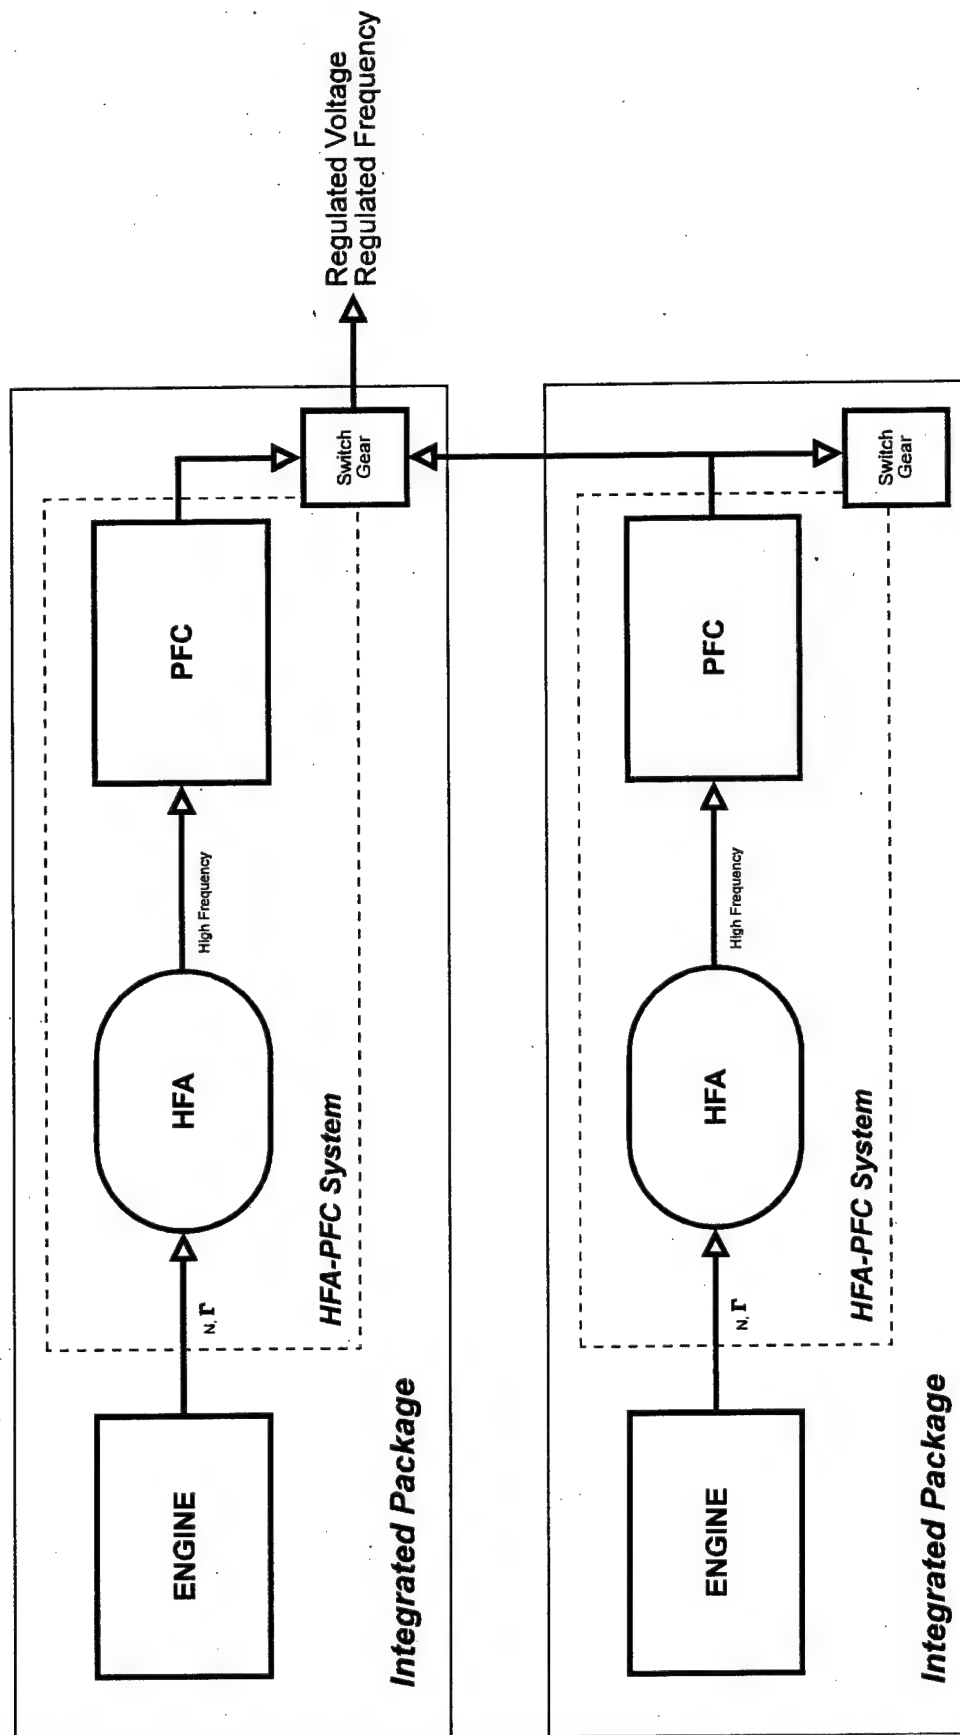 ENGINE
N, Γ
HFA
High Frequency
PFC
Switch
Gear
Regulated Voltage
Regulated Frequency
HFA-PFC System
Integrated Package
ENGINE
N, Γ
HFA
High Frequency
PFC
Switch
Gear
HFA-PFC System
Integrated Package